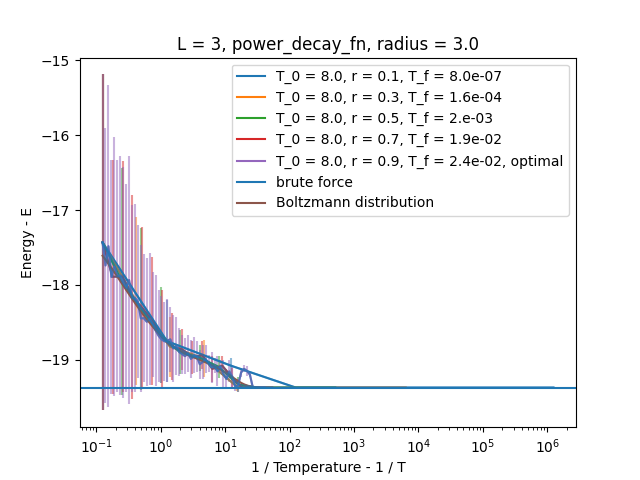 L = 3, power_decay_fn, radius = 3.0
T_0 = 8.0, r = 0.1, T_f = 8.0e-07
T_0 = 8.0, r = 0.3, T_f = 1.6e-04
T_0 = 8.0, r = 0.5, T_f = 2.e-03
T_0 = 8.0, r = 0.7, T_f = 1.9e-02
T_0 = 8.0, r = 0.9, T_f = 2.4e-02, optimal
brute force
Boltzmann distribution
Energy - E
−15
−16
−17
−18
−19
10⁻¹ 10⁰ 10¹ 10² 10³ 10⁴ 10⁵ 10⁶
1 / Temperature - 1 / T